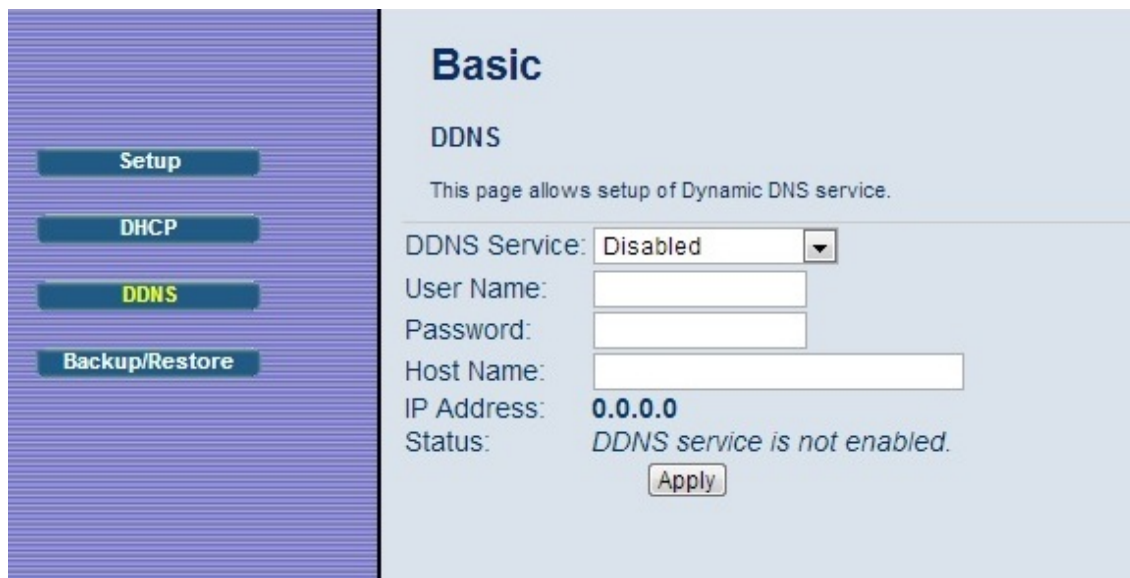 Setup
DHCP
DDNS
Backup/Restore
Basic
DDNS
This page allows setup of Dynamic DNS service.
DDNS Service: Disabled
User Name:
Password:
Host Name:
IP Address: 0.0.0.0
Status: DDNS service is not enabled.
Apply